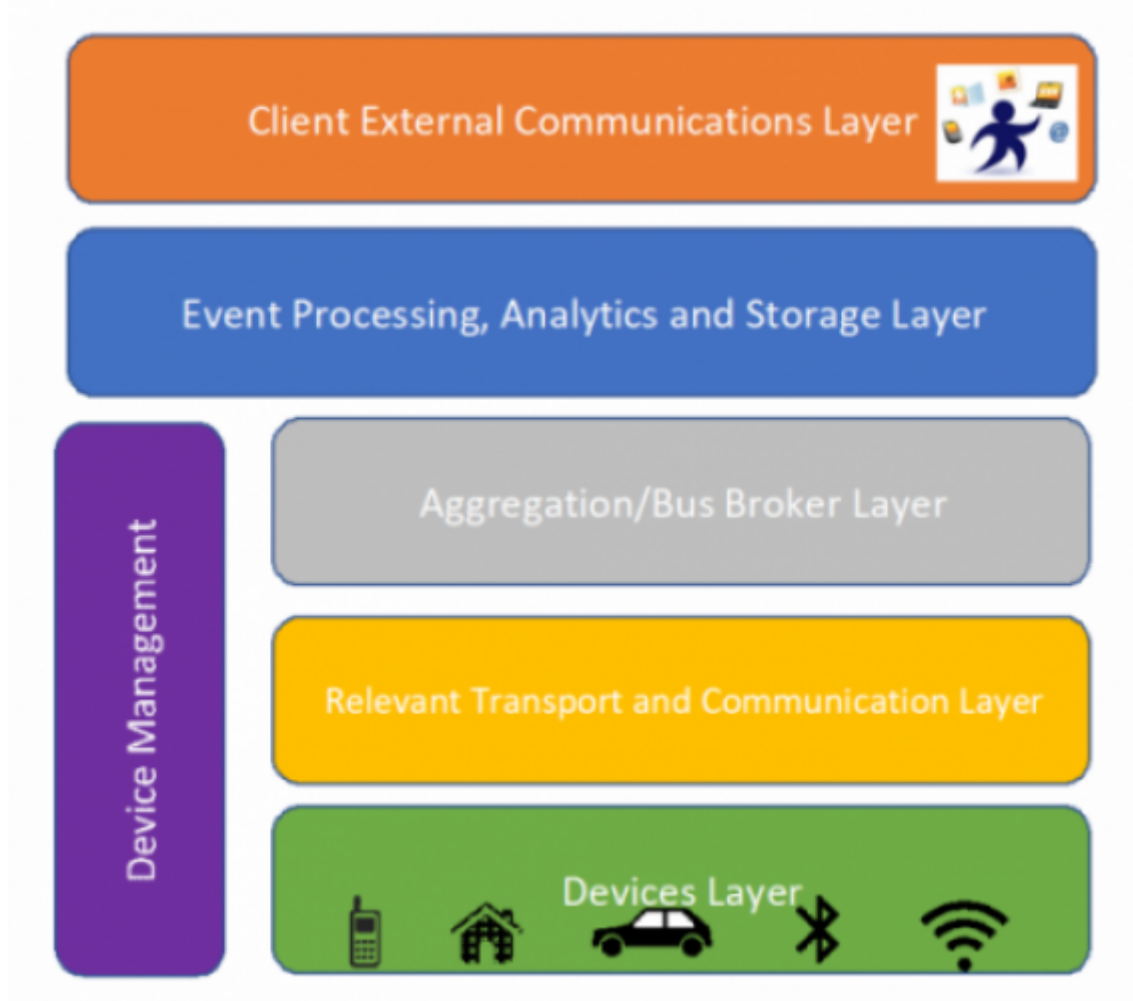 Client External Communications Layer
Event Processing, Analytics and Storage Layer
Device Management
Aggregation/Bus Broker Layer
Relevant Transport and Communication Layer
Devices Layer